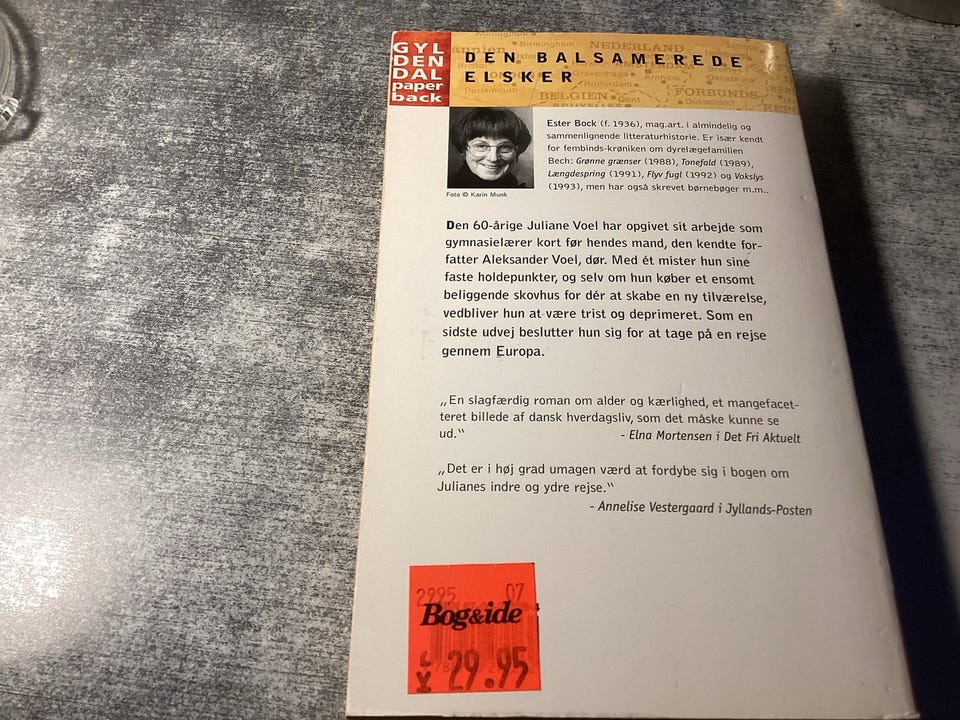 GYL
DEN
DAL
paper
back
DEN BALSAMEREDE
ELSKER
Birmingham
NEDERLAND
Gravenhage
Arnhem
Osnabrück
Rotterdam
Portsmouth
BELGIEN
Gent
FORBUNDS
Düsseldorf
Ester Bock (f. 1936), mag.art. i almindelig og
sammenlignende litteraturhistorie. Er især kendt
for fembinds-krøniken om dyrelægefamilien
Bech: Grønne grænser (1988), Tonefald (1989),
Længdespring (1991), Flyv fugl (1992) og Vokslys
(1993), men har også skrevet børnebøger m.m..
Foto © Karin Munk
Den 60-årige Juliane Voel har opgivet sit arbejde som
gymnasielærer kort før hendes mand, den kendte for-
fatter Aleksander Voel, dør. Med ét mister hun sine
faste holdepunkter, og selv om hun køber et ensomt
beliggende skovhus for dér at skabe en ny tilværelse,
vedbliver hun at være trist og deprimeret. Som en
sidste udvej beslutter hun sig for at tage på en rejse
gennem Europa.
„En slagfærdig roman om alder og kærlighed, et mangefacet-
teret billede af dansk hverdagsliv, som det måske kunne se
ud.“
- Elna Mortensen i Det Fri Aktuelt
„Det er i høj grad umagen værd at fordybe sig i bogen om
Julianes indre og ydre rejse.“
- Annelise Vestergaard i Jyllands-Posten
2995 07
Bog&ide
29.95